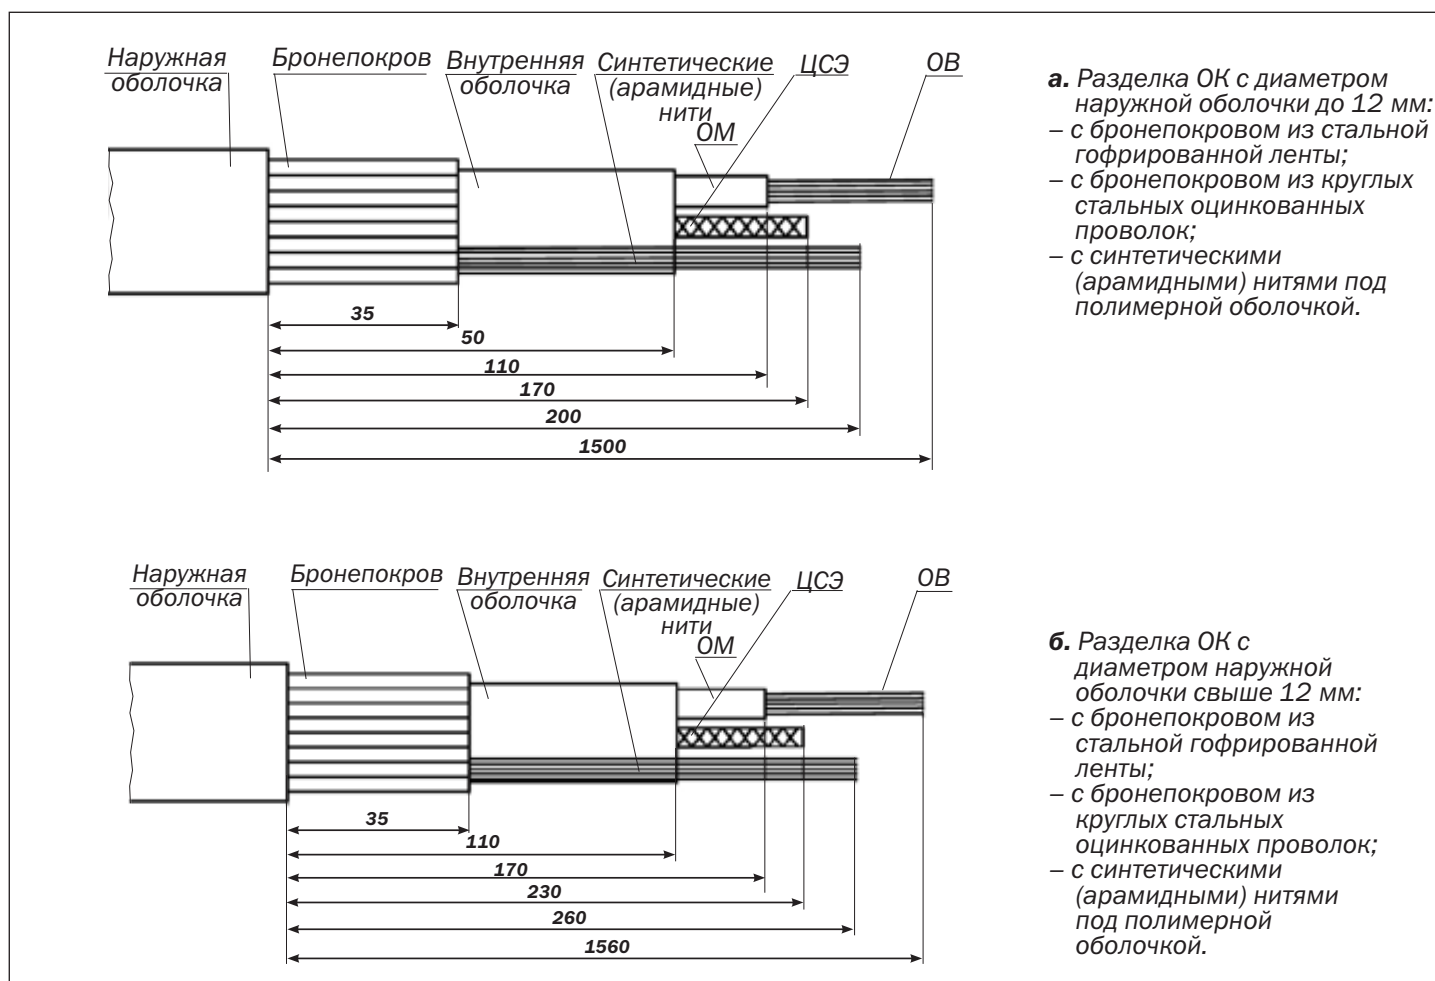 Наружная
оболочка
Бронепокров
Внутренняя
оболочка
Синтетические
(арамидные)
нити
ЦСЭ
ОВ
ОМ
35
50
110
170
200
1500
а. Разделка ОК с диаметром
наружной оболочки до 12 мм:
– с бронепокровом из стальной
гофрированной ленты;
– с бронепокровом из круглых
стальных оцинкованных
проволок;
– с синтетическими
(арамидными) нитями под
полимерной оболочкой.
Наружная
оболочка
Бронепокров
Внутренняя
оболочка
Синтетические
(арамидные)
нити
ЦСЭ
ОВ
ОМ
35
110
170
230
260
1560
б. Разделка ОК с
диаметром наружной
оболочки свыше 12 мм:
– с бронепокровом из
стальной гофрированной
ленты;
– с бронепокровом из
круглых стальных
оцинкованных проволок;
– с синтетическими
(арамидными) нитями
под полимерной
оболочкой.